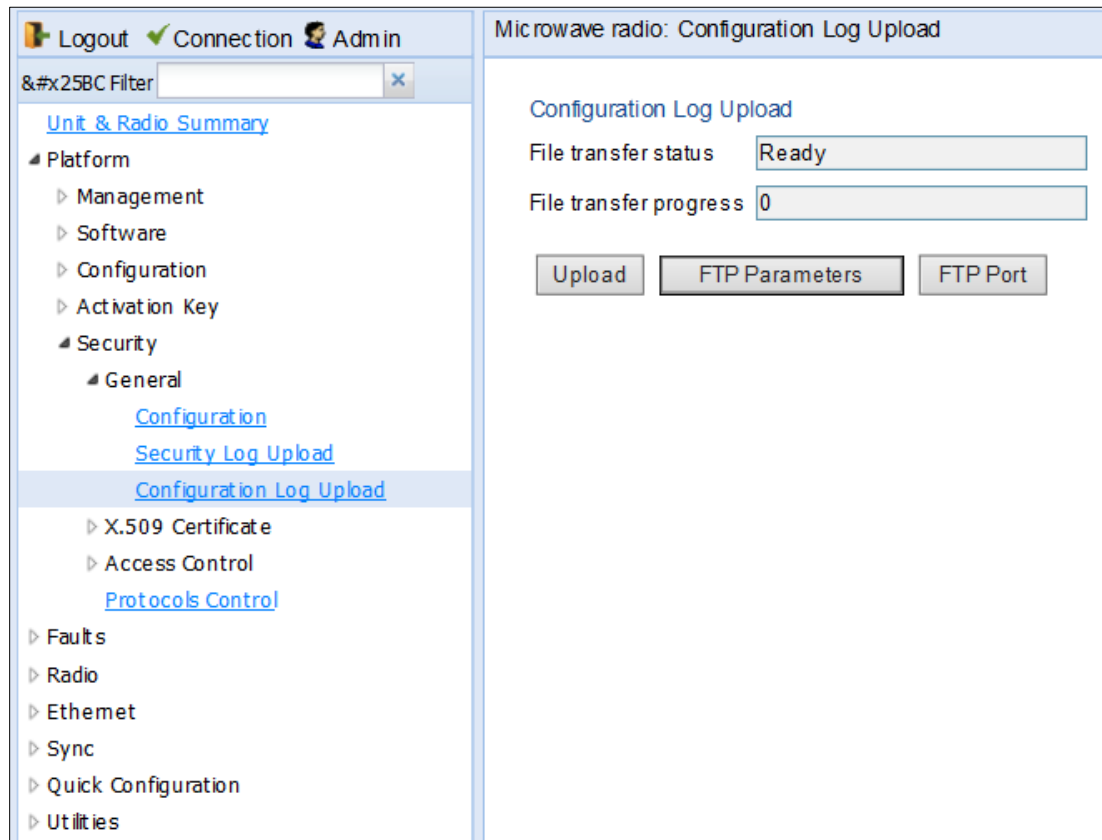 Logout Connection Admin
&#x25BC Filter
Unit & Radio Summary
Platform
Management
Software
Configuration
Activation Key
Security
General
Configuration
Security Log Upload
Configuration Log Upload
X.509 Certificate
Access Control
Protocols Control
Faults
Radio
Ethernet
Sync
Quick Configuration
Utilities
Microwave radio: Configuration Log Upload
Configuration Log Upload
File transfer status Ready
File transfer progress 0
Upload FTP Parameters FTP Port